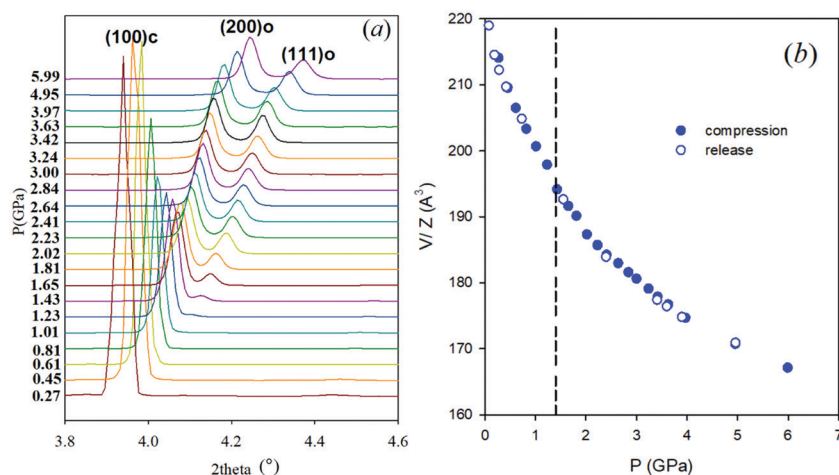 (100)c
(200)o
(111)o
(a)
P(GPa)
5.99
4.95
3.97
3.63
3.42
3.24
3.00
2.84
2.64
2.41
2.23
2.02
1.81
1.65
1.43
1.23
1.01
0.81
0.61
0.45
0.27
3.8 4.0 4.2 4.4 4.6
2theta (°)
(b)
V/Z (A³)
220
210
200
190
180
170
160
compression
release
0 1 2 3 4 5 6 7
P (GPa)